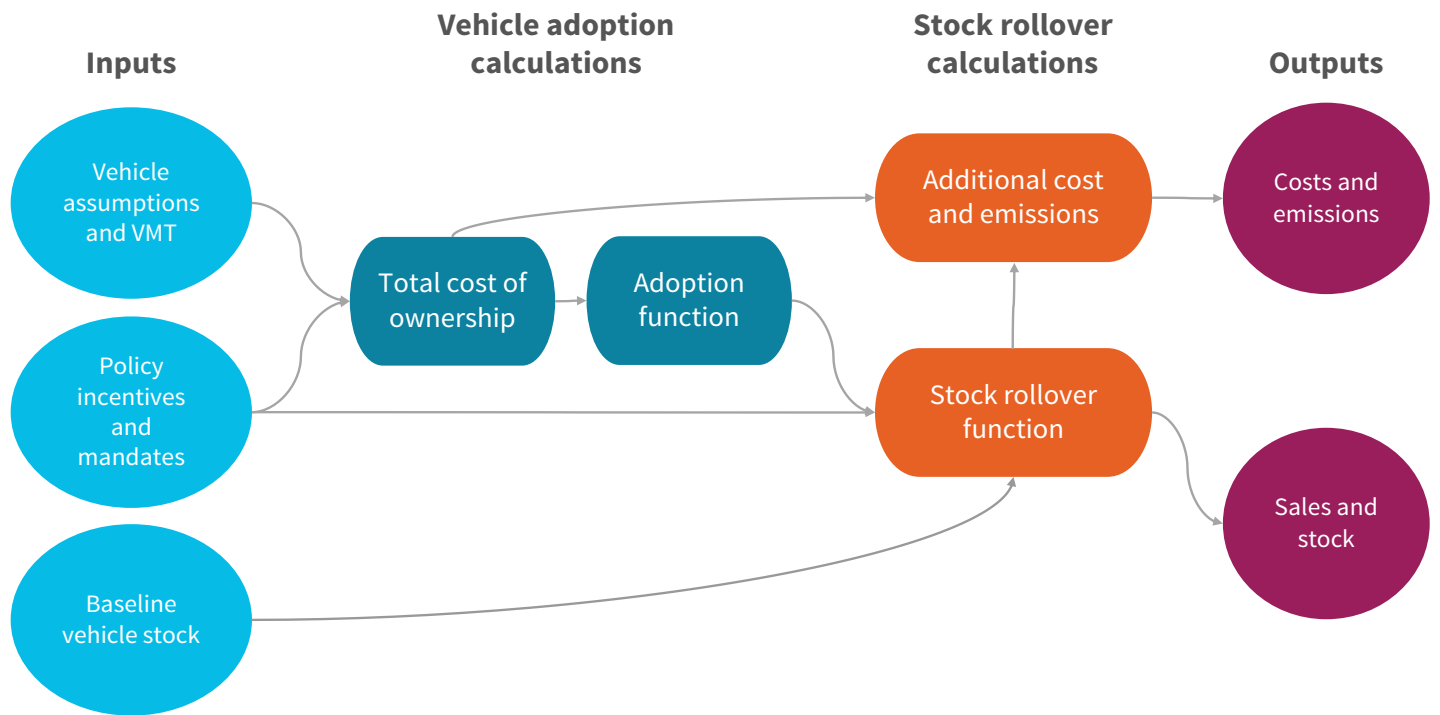 Inputs
Vehicle adoption
calculations
Stock rollover
calculations
Outputs
Vehicle
assumptions
and VMT
Policy
incentives
and
mandates
Baseline
vehicle stock
Total cost of
ownership
Adoption
function
Additional cost
and emissions
Stock rollover
function
Costs and
emissions
Sales and
stock